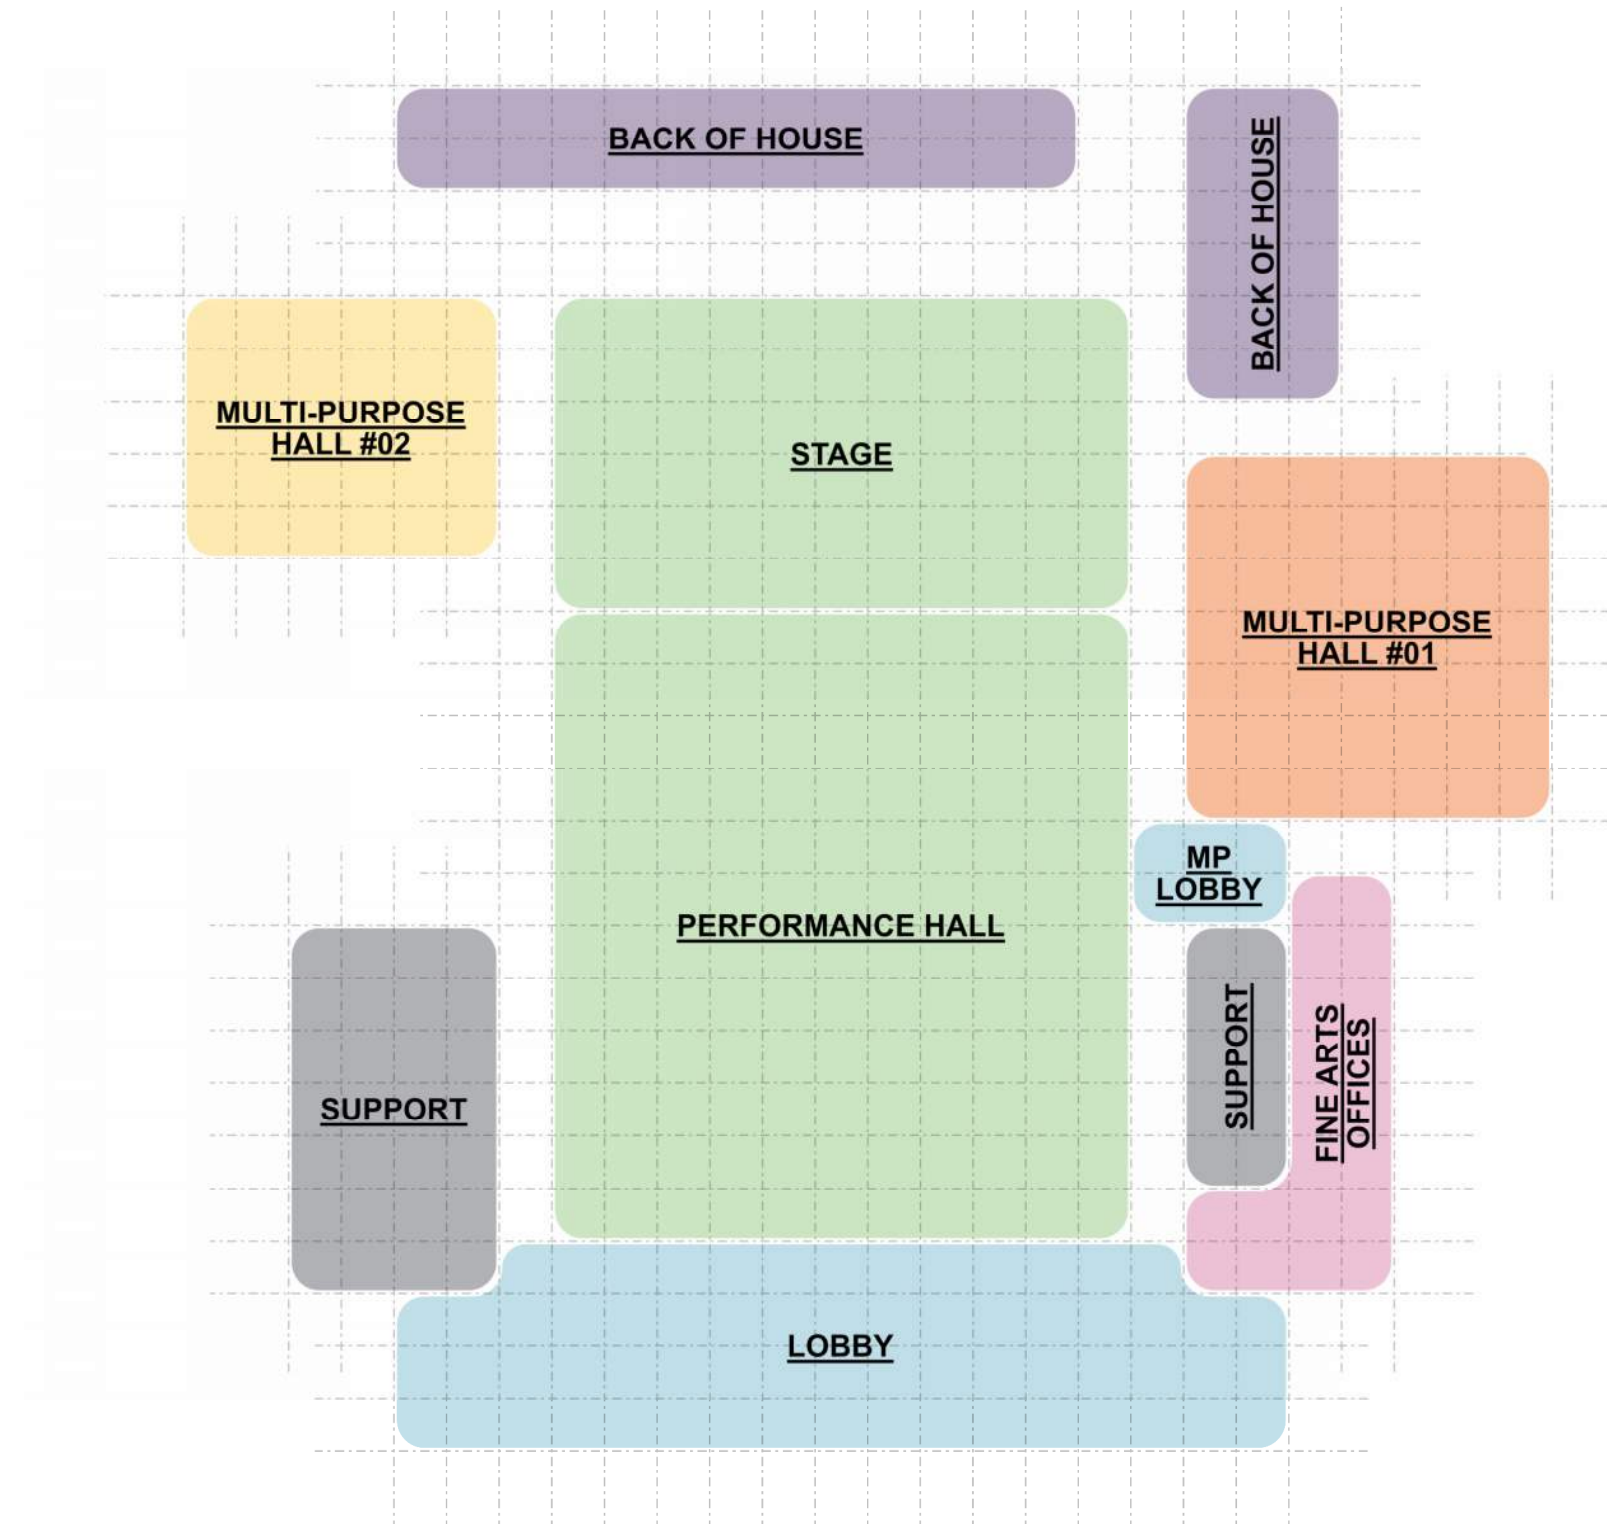 BACK OF HOUSE
BACK OF HOUSE
MULTI-PURPOSE
HALL #02
STAGE
MULTI-PURPOSE
HALL #01
MP
LOBBY
PERFORMANCE HALL
SUPPORT
SUPPORT
FINE ARTS
OFFICES
LOBBY